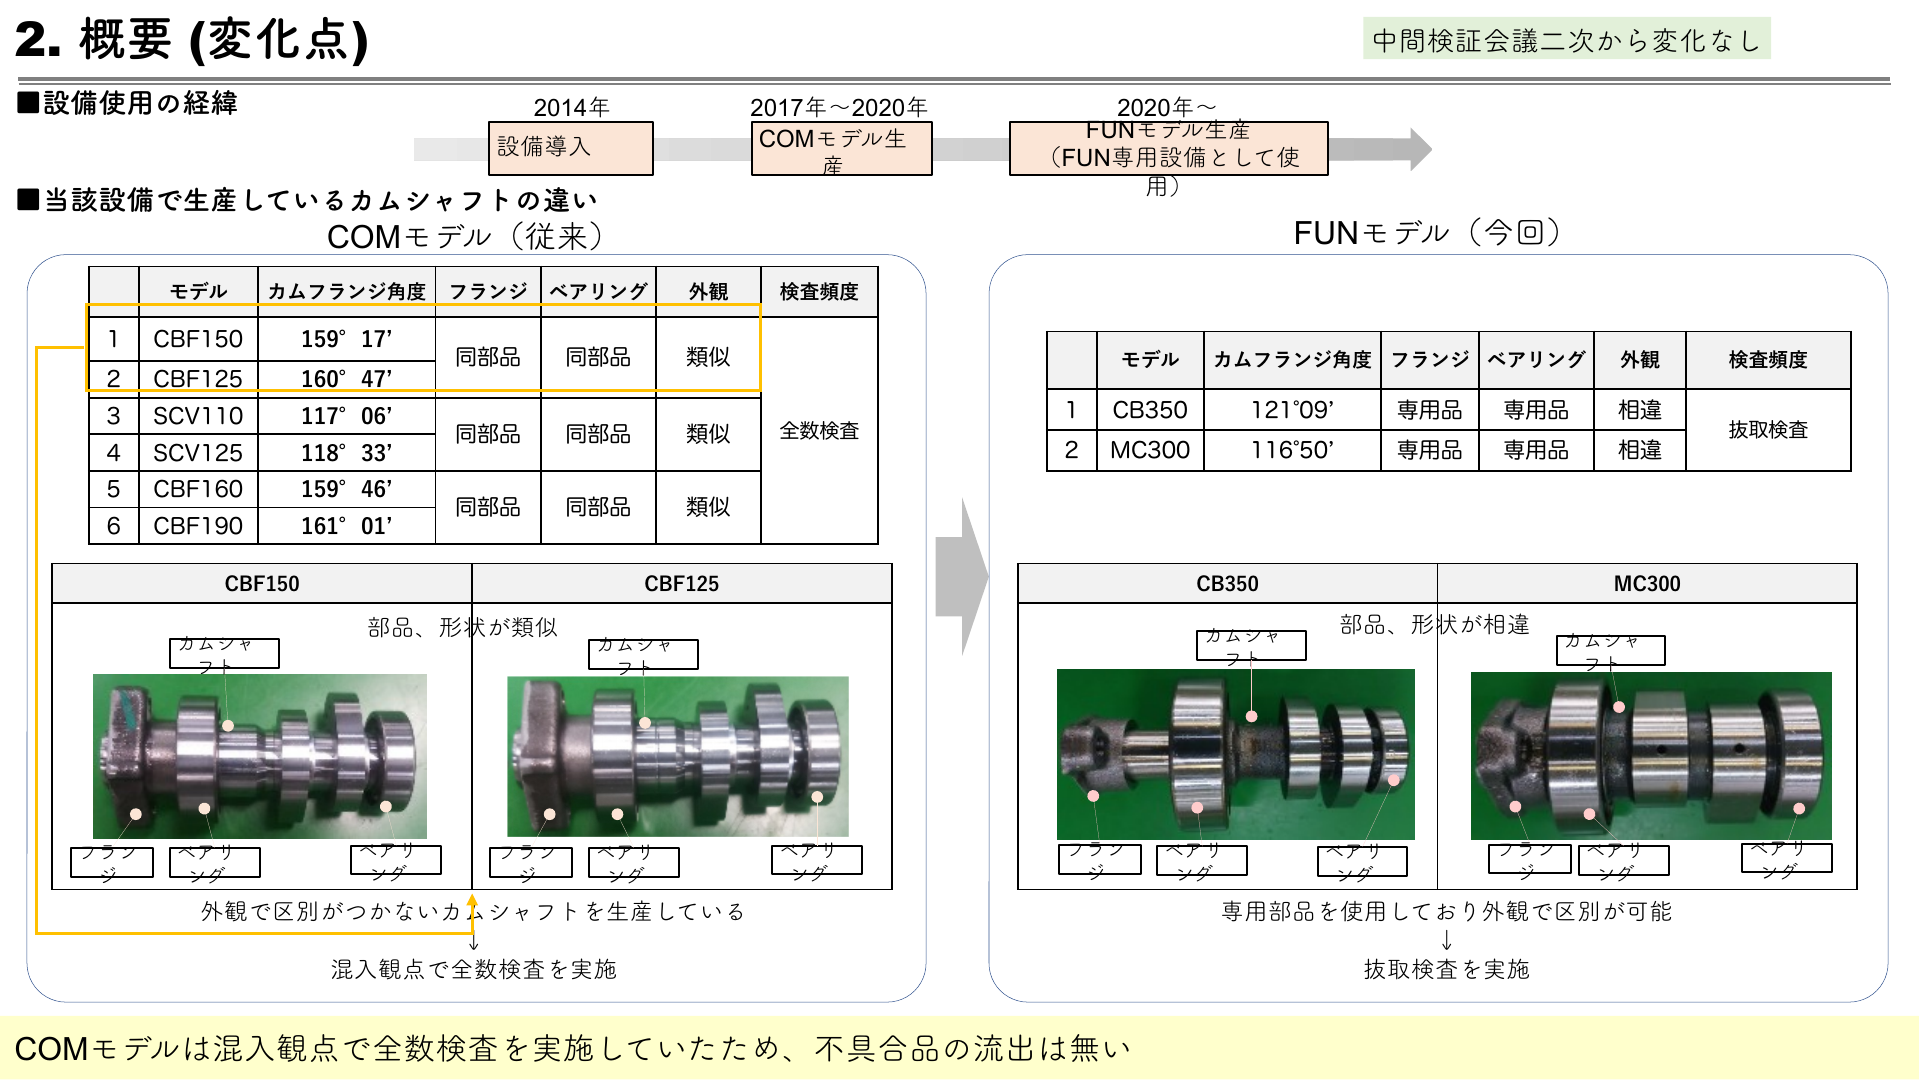 2. 概要 (変化点)
中間検証会議二次から変化なし
■設備使用の経緯
2014年
2017年～2020年
2020年～
設備導入
COMモデル生
産
FUNモデル生産
（FUN専用設備として使
用）
■当該設備で生産しているカムシャフトの違い
COMモデル（従来）
モデル カムフランジ角度 フランジ ベアリング 外観 検査頻度
1 CBF150 159° 17’ 同部品 同部品 類似 全数検査
2 CBF125 160° 47’
3 SCV110 117° 06’ 同部品 同部品 類似
4 SCV125 118° 33’
5 CBF160 159° 46’ 同部品 同部品 類似
6 CBF190 161° 01’
CBF150 CBF125
部品、形状が類似
カムシャ
フト
カムシャ
フト
フラン
ジ
ベアリ
ング
ベアリ
ング
フラン
ジ
ベアリ
ング
ベアリ
ング
外観で区別がつかないカムシャフトを生産している
↓
混入観点で全数検査を実施
FUNモデル（今回）
モデル カムフランジ角度 フランジ ベアリング 外観 検査頻度
1 CB350 121°09’ 専用品 専用品 相違 抜取検査
2 MC300 116°50’ 専用品 専用品 相違
CB350 MC300
部品、形状が相違
カムシャ
フト
カムシャ
フト
フラン
ジ
ベアリ
ング
ベアリ
ング
フラン
ジ
ベアリ
ング
ベアリ
ング
専用部品を使用しており外観で区別が可能
↓
抜取検査を実施
COMモデルは混入観点で全数検査を実施していたため、不具合品の流出は無い